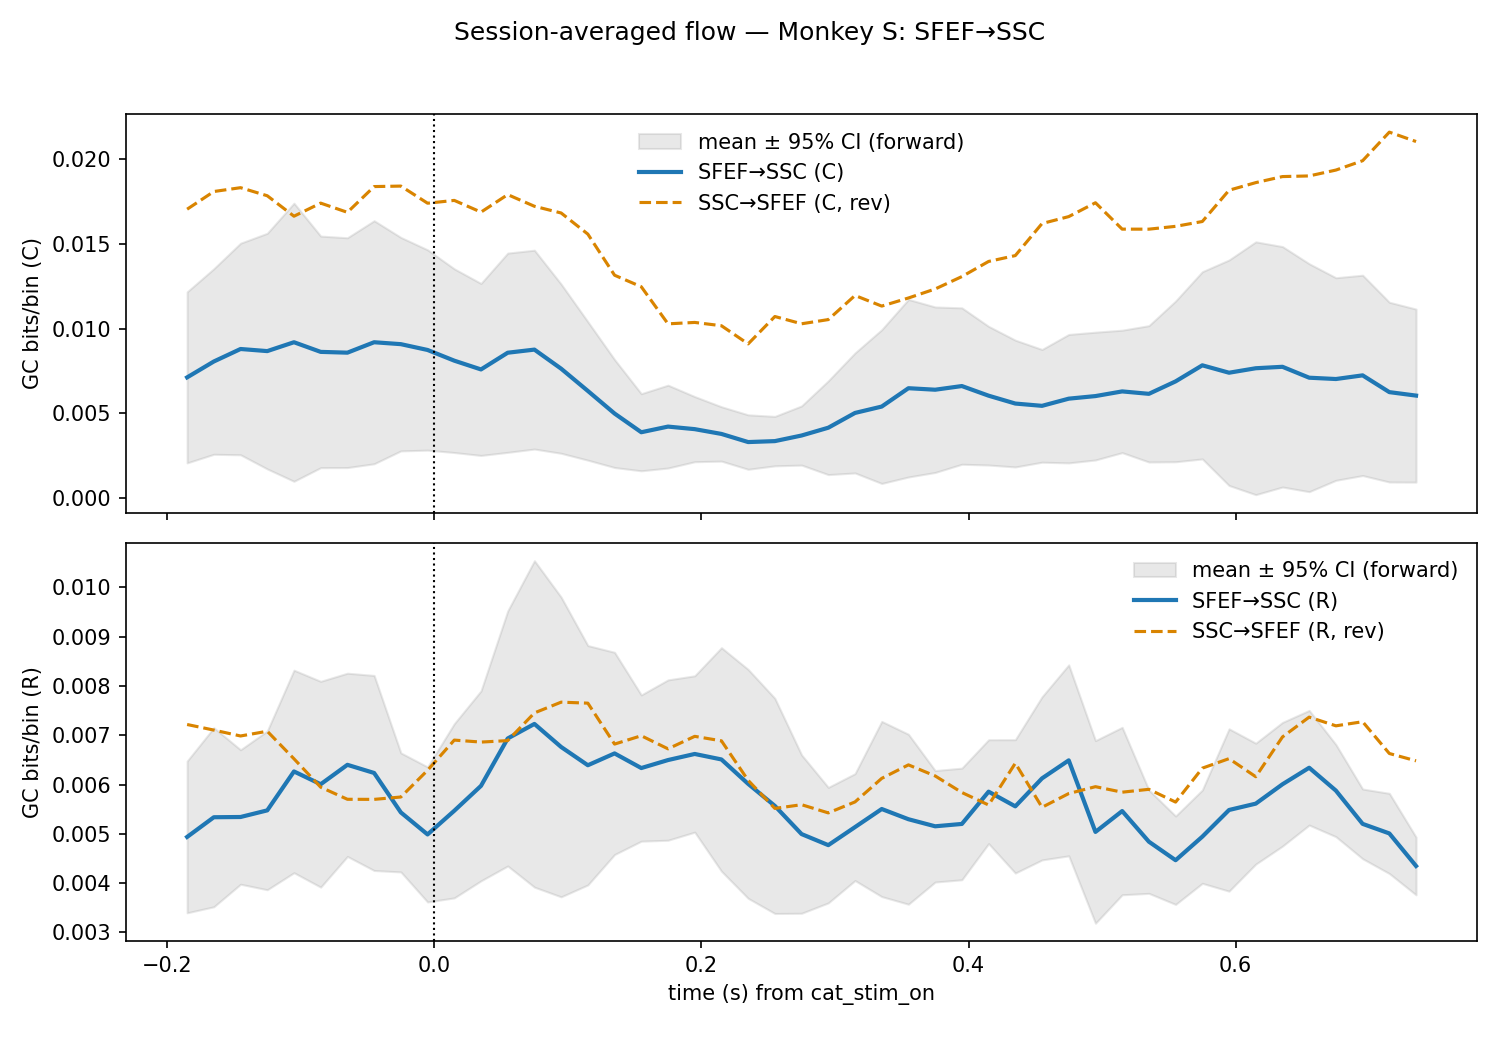 Session-averaged flow — Monkey S: SFEF→SSC
GC bits/bin (C)
0.020
0.015
0.010
0.005
0.000
mean ± 95% CI (forward)
SFEF→SSC (C)
SSC→SFEF (C, rev)
GC bits/bin (R)
0.010
0.009
0.008
0.007
0.006
0.005
0.004
0.003
mean ± 95% CI (forward)
SFEF→SSC (R)
SSC→SFEF (R, rev)
−0.2 0.0 0.2 0.4 0.6
time (s) from cat_stim_on